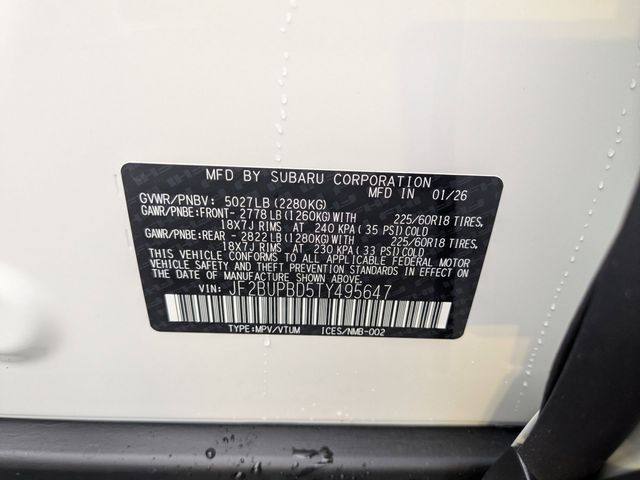 MFD BY SUBARU CORPORATION
MFD IN 01/26
GVWR/PNBV: 5027LB (2280KG)
GAWR/PNBE:FRONT- 2778LB (1260KG) WITH 225/60R18 TIRES,
18X7J RIMS AT 240 KPA ( 35 PSI) COLD
GAWR/PNBE:REAR - 2822LB (1280KG) WITH 225/60R18 TIRES,
18X7J RIMS AT 230 KPA ( 33 PSI) COLD
THIS VEHICLE CONFORMS TO ALL APPLICABLE FEDERAL MOTOR
VEHICLE SAFETY AND THEFT PREVENTION STANDARDS IN EFFECT ON
THE DATE OF MANUFACTURE SHOWN ABOVE.
VIN: JF2BUPBD5TY495647
TYPE:MPV/VTUM ICES/NMB-002